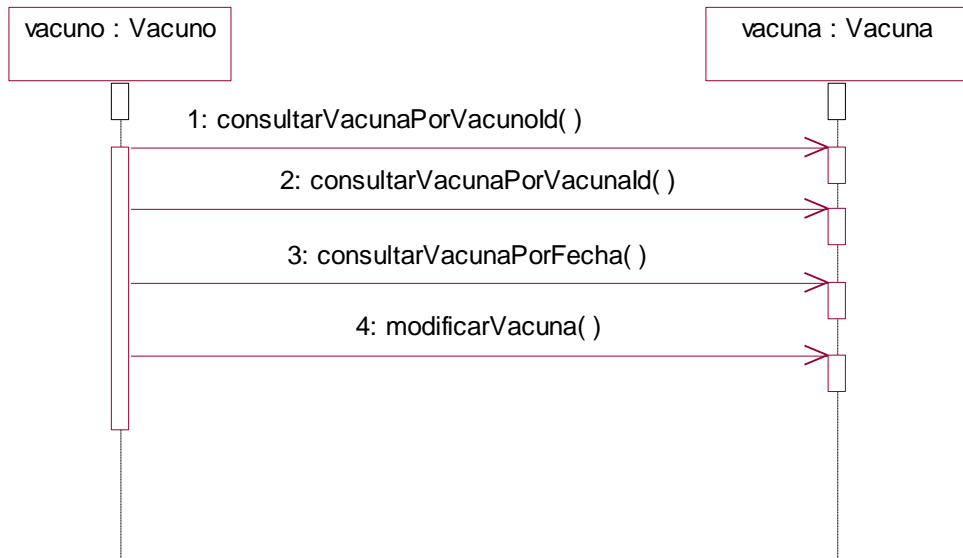 vacuno : Vacuno
vacuna : Vacuna
1: consultarVacunaPorVacunoId( )
2: consultarVacunaPorVacunaId( )
3: consultarVacunaPorFecha( )
4: modificarVacuna( )